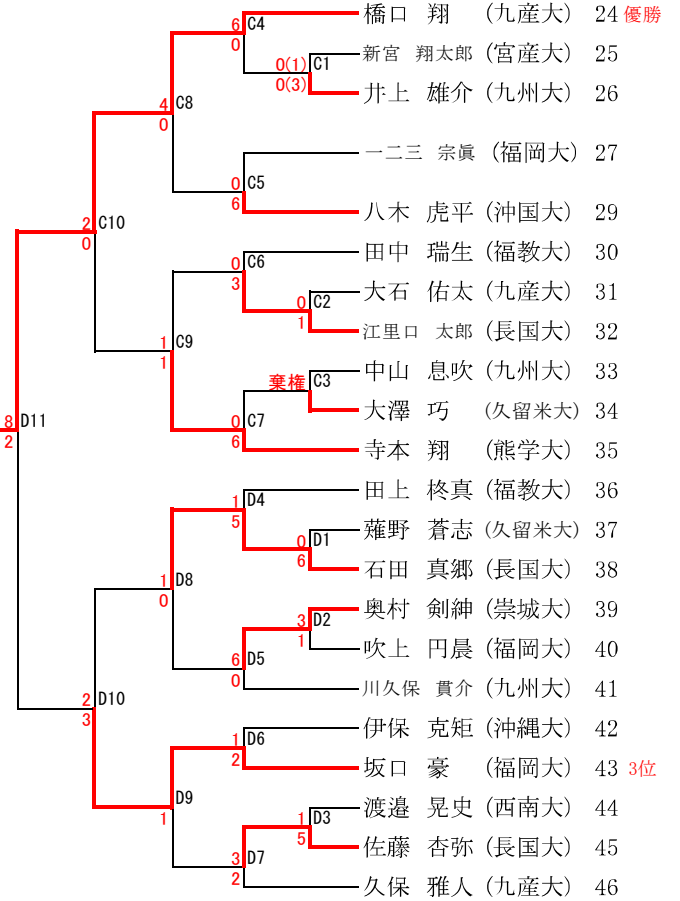 橋口 翔 (九産大) 24 優勝
6 C4
0
新宮 翔太郎 (宮産大) 25
0(1) C1
0(3)
井上 雄介 (九州大) 26
4 C8
0
一二三 宗眞 (福岡大) 27
0 C5
6
八木 虎平 (沖国大) 29
2 C10
0
田中 瑞生 (福教大) 30
0 C6
3
大石 佑太 (九産大) 31
0 C2
1
江里口 太郎 (長国大) 32
1 C9
1
中山 息吹 (九州大) 33
棄権 C3
大澤 巧 (久留米大) 34
0 C7
6
寺本 翔 (熊学大) 35
8 D11
2
田上 柊真 (福教大) 36
1 D4
5
薙野 蒼志 (久留米大) 37
0 D1
6
石田 真郷 (長国大) 38
1 D8
0
奥村 剣紳 (崇城大) 39
3 D2
1
吹上 円晨 (福岡大) 40
6 D5
0
川久保 貫介 (九州大) 41
2 D10
3
伊保 克矩 (沖縄大) 42
1 D6
2
坂口 豪 (福岡大) 43 3位
D9
1
渡邉 晃史 (西南大) 44
1 D3
5
佐藤 杏弥 (長国大) 45
3 D7
2
久保 雅人 (九産大) 46